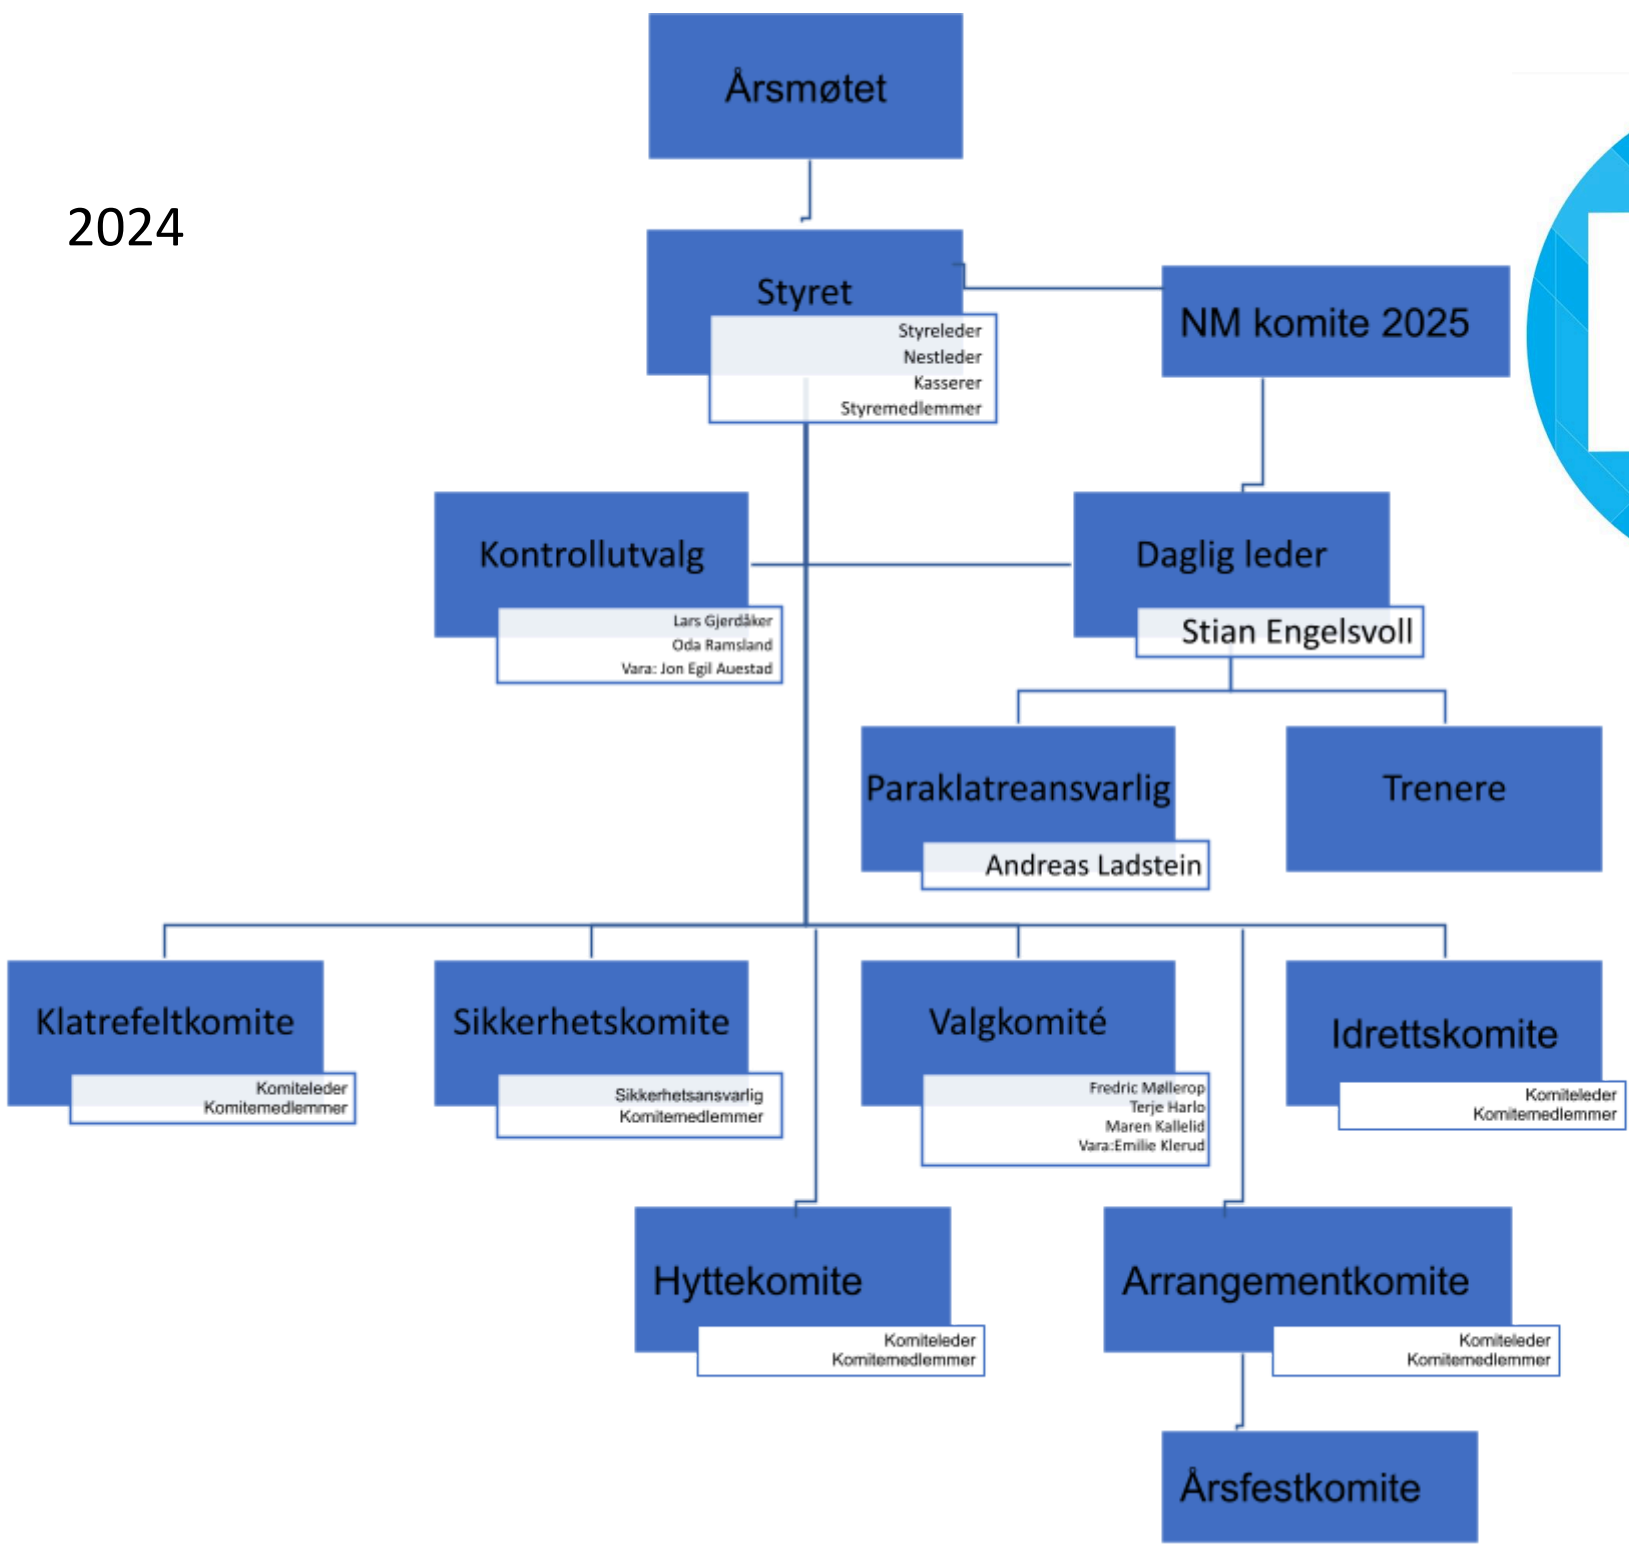 Årsmøtet
2024
Styret
Styreleder
Nestleder
Kasserer
Styremedlemmer
NM komite 2025
Kontrollutvalg
Lars Gjerdåker
Oda Ramsland
Vara: Jon Egil Auestad
Daglig leder
Stian Engelsvoll
Paraklatreansvarlig
Andreas Ladstein
Trenere
Klatrefeltkomite
Komiteleder
Komitemedlemmer
Sikkerhetskomite
Sikkerhetsansvarlig
Komitemedlemmer
Valgkomité
Fredric Møllerop
Terje Harlo
Maren Kallelid
Vara:Emilie Klerud
Idrettskomite
Komiteleder
Komitemedlemmer
Hyttekomite
Komiteleder
Komitemedlemmer
Arrangementkomite
Komiteleder
Komitemedlemmer
Årsfestkomite